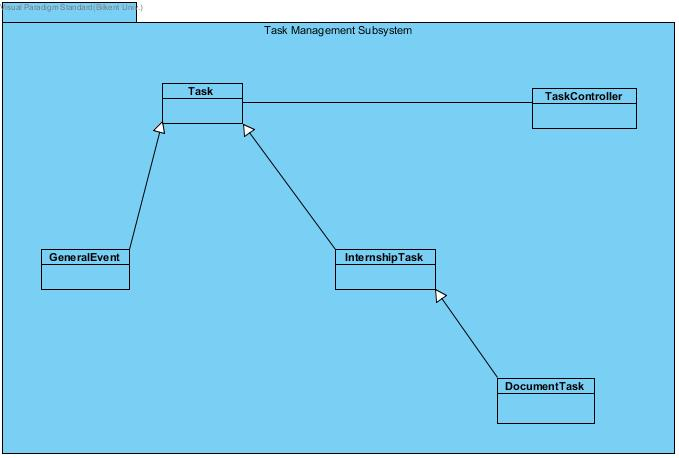 Visual Paradigm Standard(Bilkent Univ.)
Task Management Subsystem
Task
TaskController
GeneralEvent
InternshipTask
DocumentTask